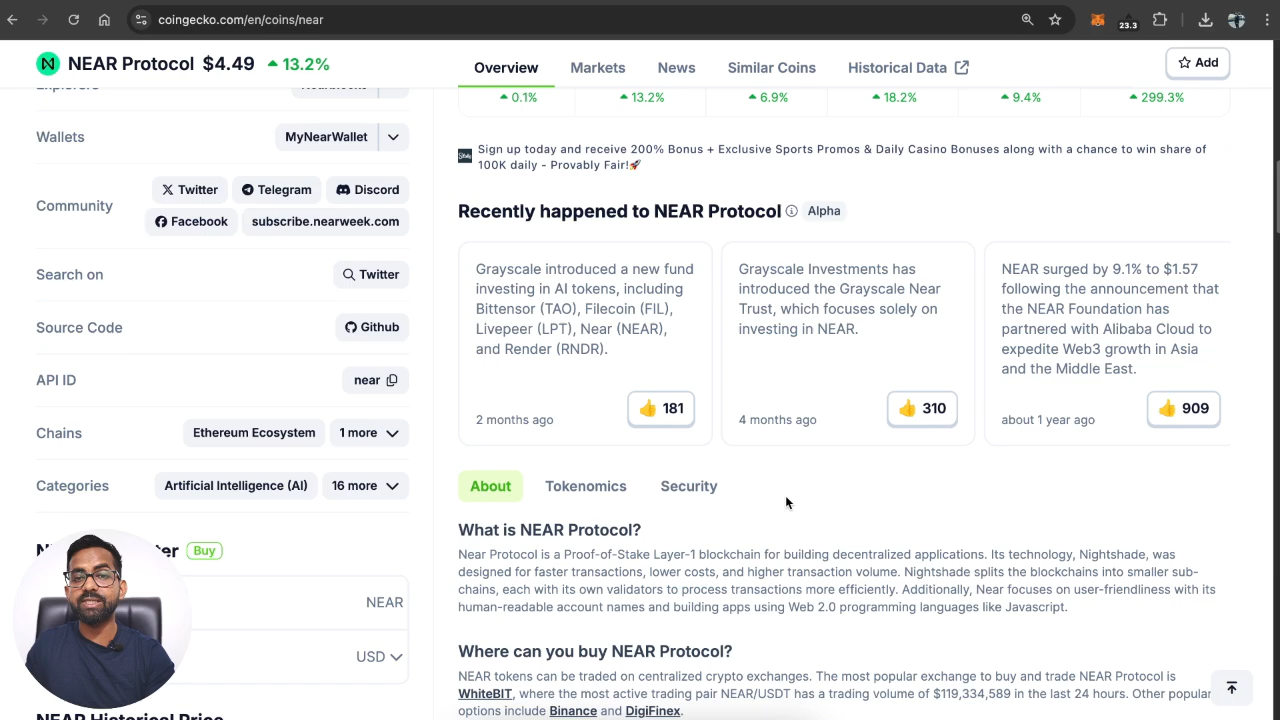 coingecko.com/en/coins/near
23.3
NEAR Protocol $4.49 13.2%
Overview Markets News Similar Coins Historical Data
Add
Explorers
Wallets
MyNearWallet
Community
Twitter Telegram Discord
Facebook subscribe.nearweek.com
Search on
Twitter
Source Code
Github
API ID
near
Chains
Ethereum Ecosystem 1 more
Categories
Artificial Intelligence (AI) 16 more
Buy
NEAR
USD
NEAR Historical Price
0.1% 13.2% 6.9% 18.2% 9.4% 299.3%
Sign up today and receive 200% Bonus + Exclusive Sports Promos & Daily Casino Bonuses along with a chance to win share of
100K daily - Provably Fair!🚀
Recently happened to NEAR Protocol Alpha
Grayscale introduced a new fund
investing in AI tokens, including
Bittensor (TAO), Filecoin (FIL),
Livepeer (LPT), Near (NEAR),
and Render (RNDR).
2 months ago
👍 181
Grayscale Investments has
introduced the Grayscale Near
Trust, which focuses solely on
investing in NEAR.
4 months ago
👍 310
NEAR surged by 9.1% to $1.57
following the announcement that
the NEAR Foundation has
partnered with Alibaba Cloud to
expedite Web3 growth in Asia
and the Middle East.
about 1 year ago
👍 909
About Tokenomics Security
What is NEAR Protocol?
Near Protocol is a Proof-of-Stake Layer-1 blockchain for building decentralized applications. Its technology, Nightshade, was
designed for faster transactions, lower costs, and higher transaction volume. Nightshade splits the blockchains into smaller sub-
chains, each with its own validators to process transactions more efficiently. Additionally, Near focuses on user-friendliness with its
human-readable account names and building apps using Web 2.0 programming languages like Javascript.
Where can you buy NEAR Protocol?
NEAR tokens can be traded on centralized crypto exchanges. The most popular exchange to buy and trade NEAR Protocol is
WhiteBIT, where the most active trading pair NEAR/USDT has a trading volume of $119,334,589 in the last 24 hours. Other popular
options include Binance and DigiFinex.